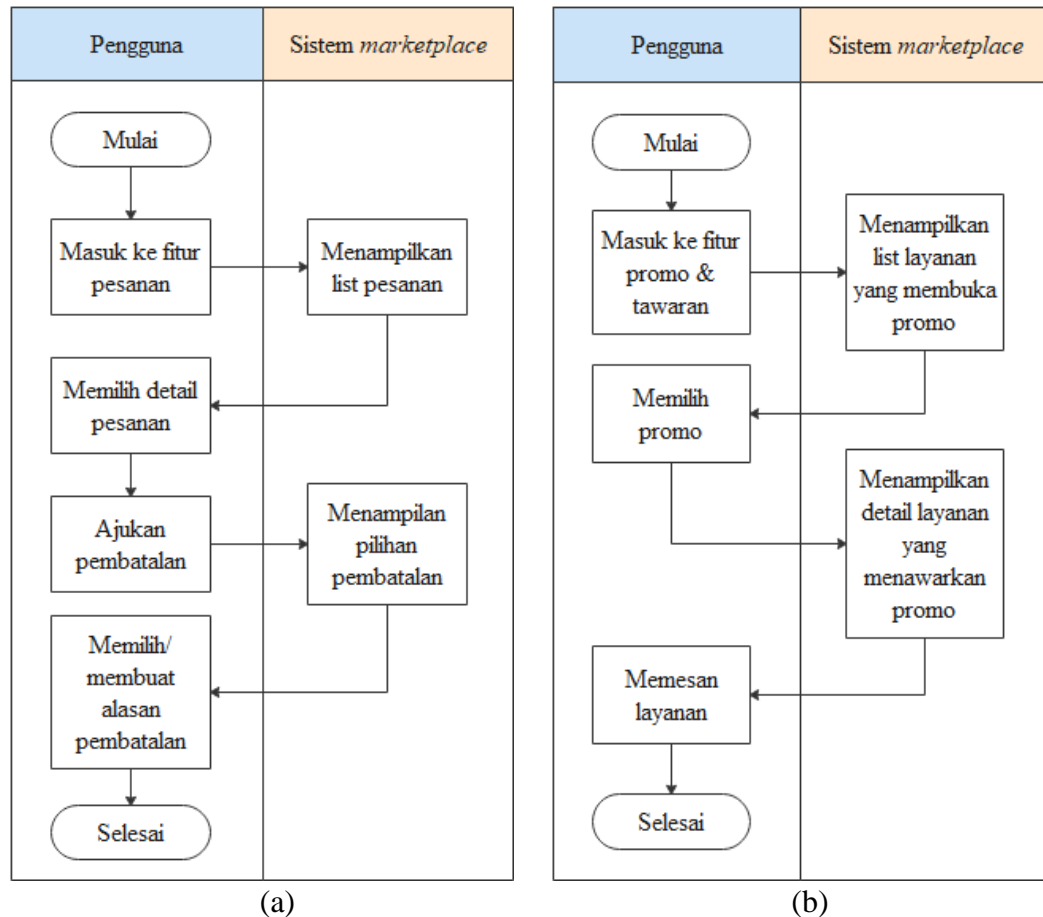 Pengguna
Sistem marketplace
Mulai
Masuk ke fitur
pesanan
Menampilkan
list pesanan
Memilih detail
pesanan
Ajukan
pembatalan
Menampilan
pilihan
pembatalan
Memilih/
membuat
alasan
pembatalan
Selesai
(a)
Pengguna
Sistem marketplace
Mulai
Masuk ke fitur
promo &
tawaran
Menampilkan
list layanan
yang membuka
promo
Memilih
promo
Menampilkan
detail layanan
yang
menawarkan
promo
Memesan
layanan
Selesai
(b)